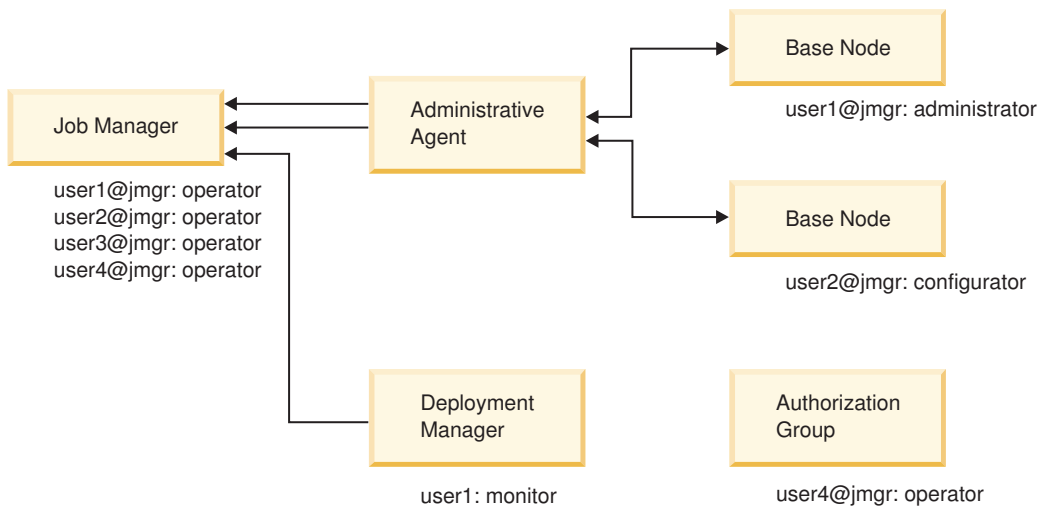 Job Manager
user1@jmgr: operator
user2@jmgr: operator
user3@jmgr: operator
user4@jmgr: operator
Administrative
Agent
Base Node
user1@jmgr: administrator
Base Node
user2@jmgr: configurator
Deployment
Manager
user1: monitor
Authorization
Group
user4@jmgr: operator